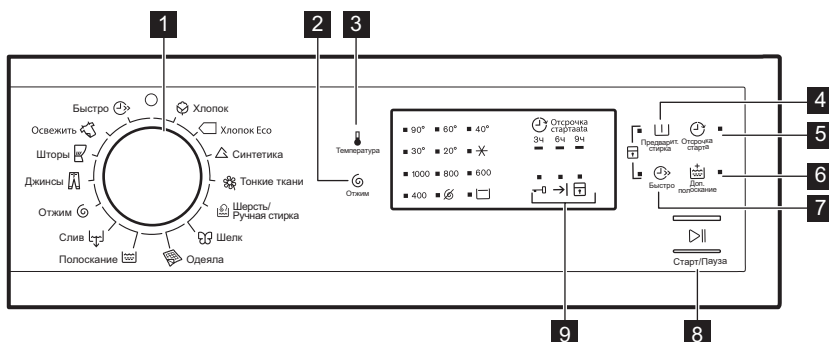 1
2
3
4
5
6
7
8
9
Быстро
Освежить
Шторы
Джинсы
Отжим
Слив
Полоскание
Хлопок
Хлопок Eco
Синтетика
Тонкие ткани
Шерсть/
Ручная стирка
Шелк
Одеяла
Температура
Отжим
90° 60° 40°
30° 20°
1000 800 600
400
Отсрочка
стартаata
3ч 6ч 9ч
Предварит.
стирка
Отсрочка
старта
Быстро
Доп.
полоскание
Старт/Пауза